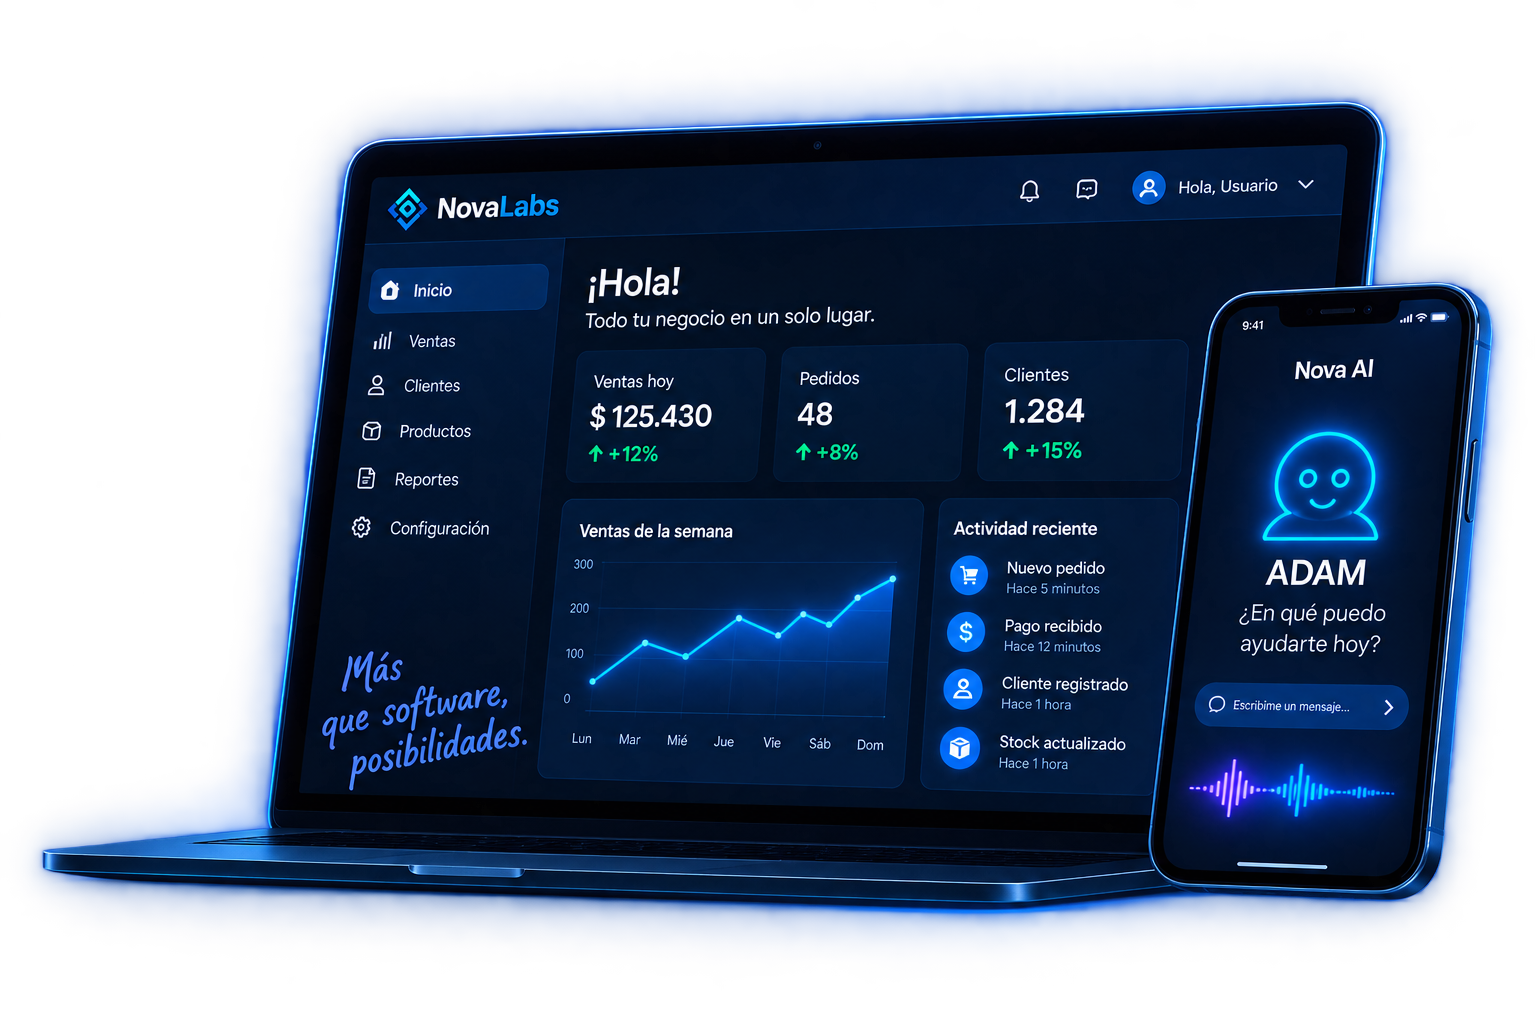 NovaLabs
Hola, Usuario
Inicio
Ventas
Clientes
Productos
Reportes
Configuración
Más
que software,
posibilidades.
¡Hola!
Todo tu negocio en un solo lugar.
Ventas hoy
$ 125.430
+12%
Pedidos
48
+8%
Clientes
1.284
+15%
Ventas de la semana
300
200
100
0
Lun Mar Mié Jue Vie Sáb Dom
Actividad reciente
Nuevo pedido
Hace 5 minutos
Pago recibido
Hace 12 minutos
Cliente registrado
Hace 1 hora
Stock actualizado
Hace 1 hora
9:41
Nova AI
ADAM
¿En qué puedo
ayudarte hoy?
Escribime un mensaje...